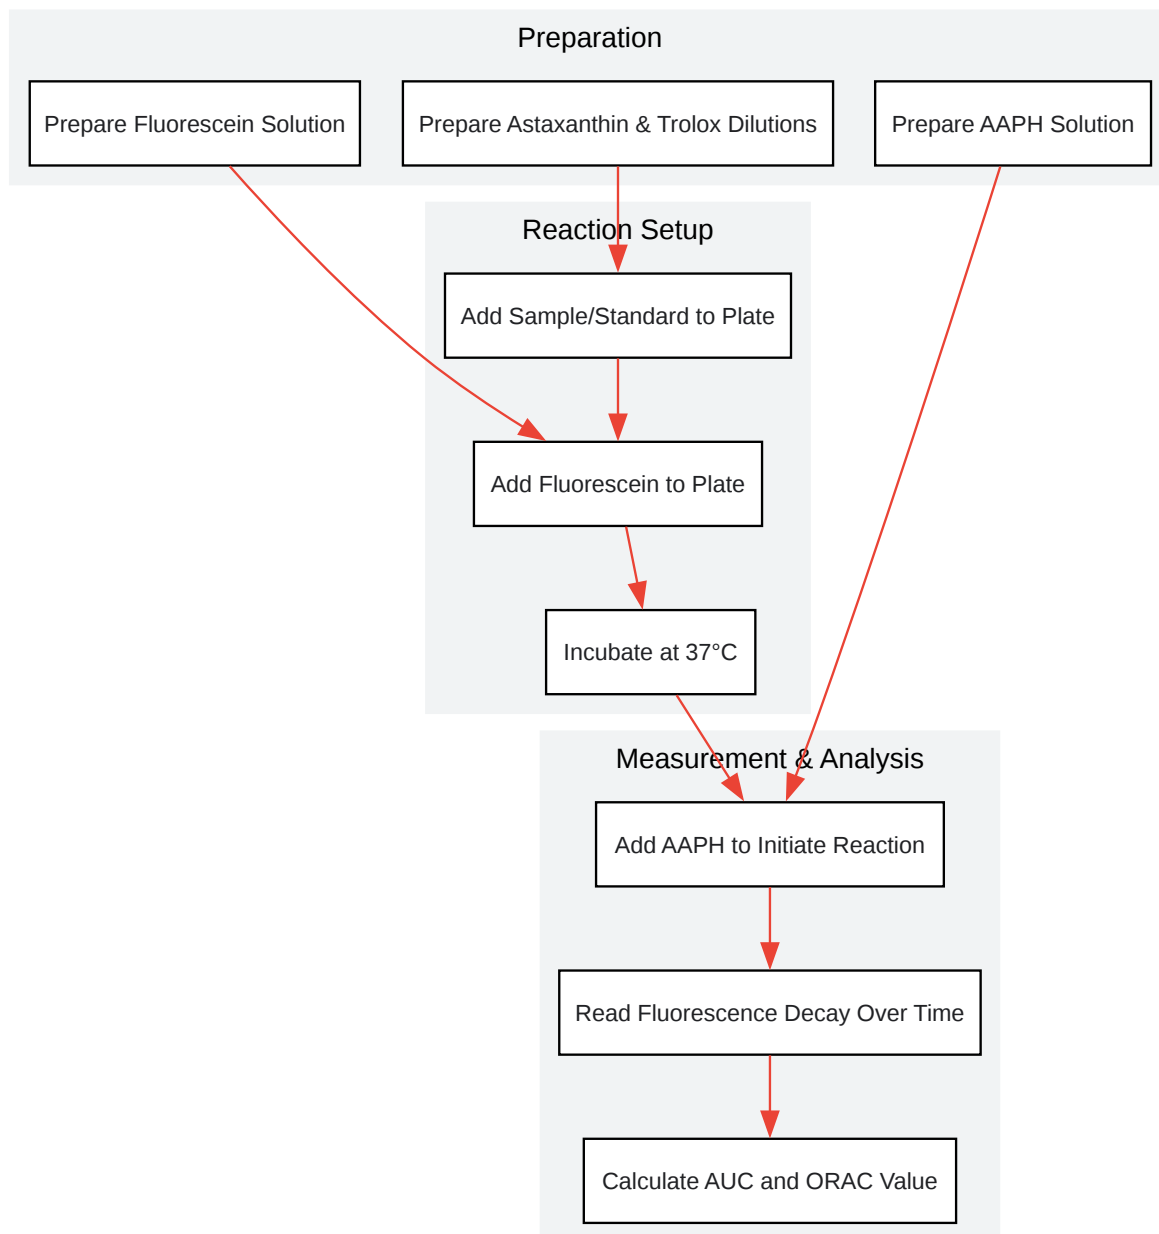 Preparation
Prepare Fluorescein Solution
Prepare Astaxanthin & Trolox Dilutions
Prepare AAPH Solution
Reaction Setup
Add Sample/Standard to Plate
Add Fluorescein to Plate
Incubate at 37°C
Measurement & Analysis
Add AAPH to Initiate Reaction
Read Fluorescence Decay Over Time
Calculate AUC and ORAC Value